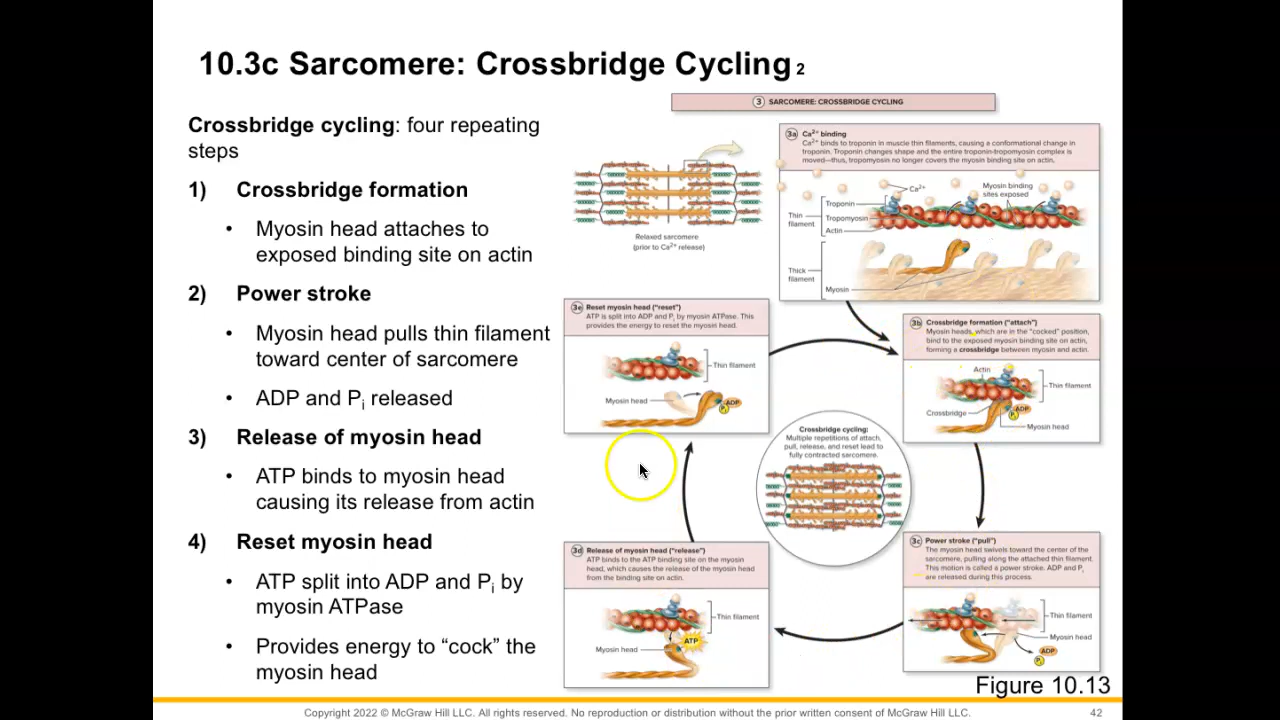 10.3c Sarcomere: Crossbridge Cycling 2
Crossbridge cycling: four repeating
steps
1) Crossbridge formation
• Myosin head attaches to
exposed binding site on actin
2) Power stroke
• Myosin head pulls thin filament
toward center of sarcomere
• ADP and Pi released
3) Release of myosin head
• ATP binds to myosin head
causing its release from actin
4) Reset myosin head
• ATP split into ADP and Pi by
myosin ATPase
• Provides energy to “cock” the
myosin head
3 SARCOMERE: CROSSBRIDGE CYCLING
Relaxed sarcomere
(prior to Ca2+ release)
3a Ca2+ binding
Ca2+ binds to troponin in muscle thin filaments, causing a conformational change in
troponin. Troponin changes shape and the entire troponin-tropomyosin complex is
moved—thus, tropomyosin no longer covers the myosin binding site on actin.
Ca2+
Myosin binding
sites exposed
Troponin
Thin
filament
Tropomyosin
Actin
Thick
filament
Myosin
3b Crossbridge formation (“attach”)
Myosin heads, which are in the “cocked” position,
bind to the exposed myosin binding site on actin,
forming a crossbridge between myosin and actin.
Actin
Thin filament
Crossbridge
ADP
Pi
Myosin head
3c Power stroke (“pull”)
The myosin head swivels toward the center of the
sarcomere, pulling along the attached thin filament.
This motion is called a power stroke. ADP and Pi
are released during this process.
Thin filament
Myosin head
ADP
Pi
3d Release of myosin head (“release”)
ATP binds to the ATP binding site on the myosin
head, which causes the release of the myosin head
from the binding site on actin.
Thin filament
ATP
Myosin head
3e Reset myosin head (“reset”)
ATP is split into ADP and Pi by myosin ATPase. This
provides the energy to reset the myosin head.
Thin filament
Myosin head
ADP
Pi
Crossbridge cycling:
Multiple repetitions of attach,
pull, release, and reset lead to
fully contracted sarcomere.
Figure 10.13
Copyright 2022 © McGraw Hill LLC. All rights reserved. No reproduction or distribution without the prior written consent of McGraw Hill LLC.
42